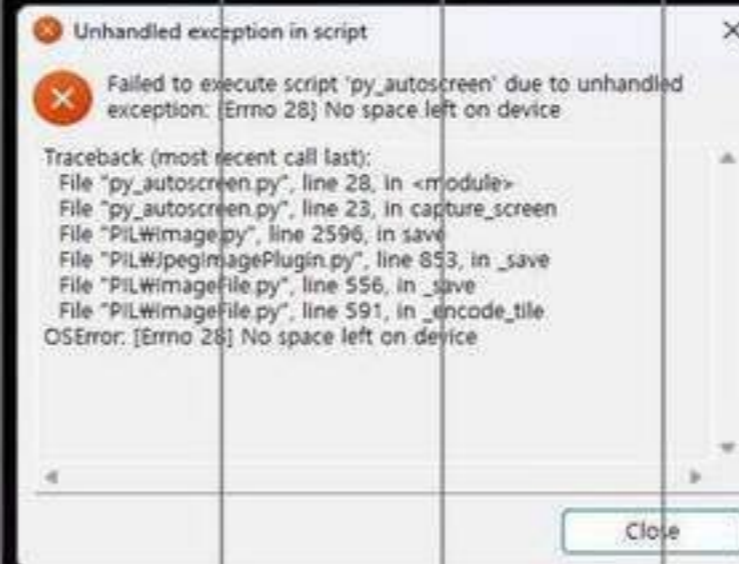 Unhandled exception in script
Failed to execute script 'py_autoscreen' due to unhandled
exception: [Errno 28] No space left on device
Traceback (most recent call last):
File "py_autoscreen.py", line 28, in <module>
File "py_autoscreen.py", line 23, in capture_screen
File "PIL₩Image.py", line 2596, in save
File "PIL₩JpegImagePlugin.py", line 853, in _save
File "PIL₩ImageFile.py", line 556, in _save
File "PIL₩ImageFile.py", line 591, in _encode_tile
OSError: [Errno 28] No space left on device
Close